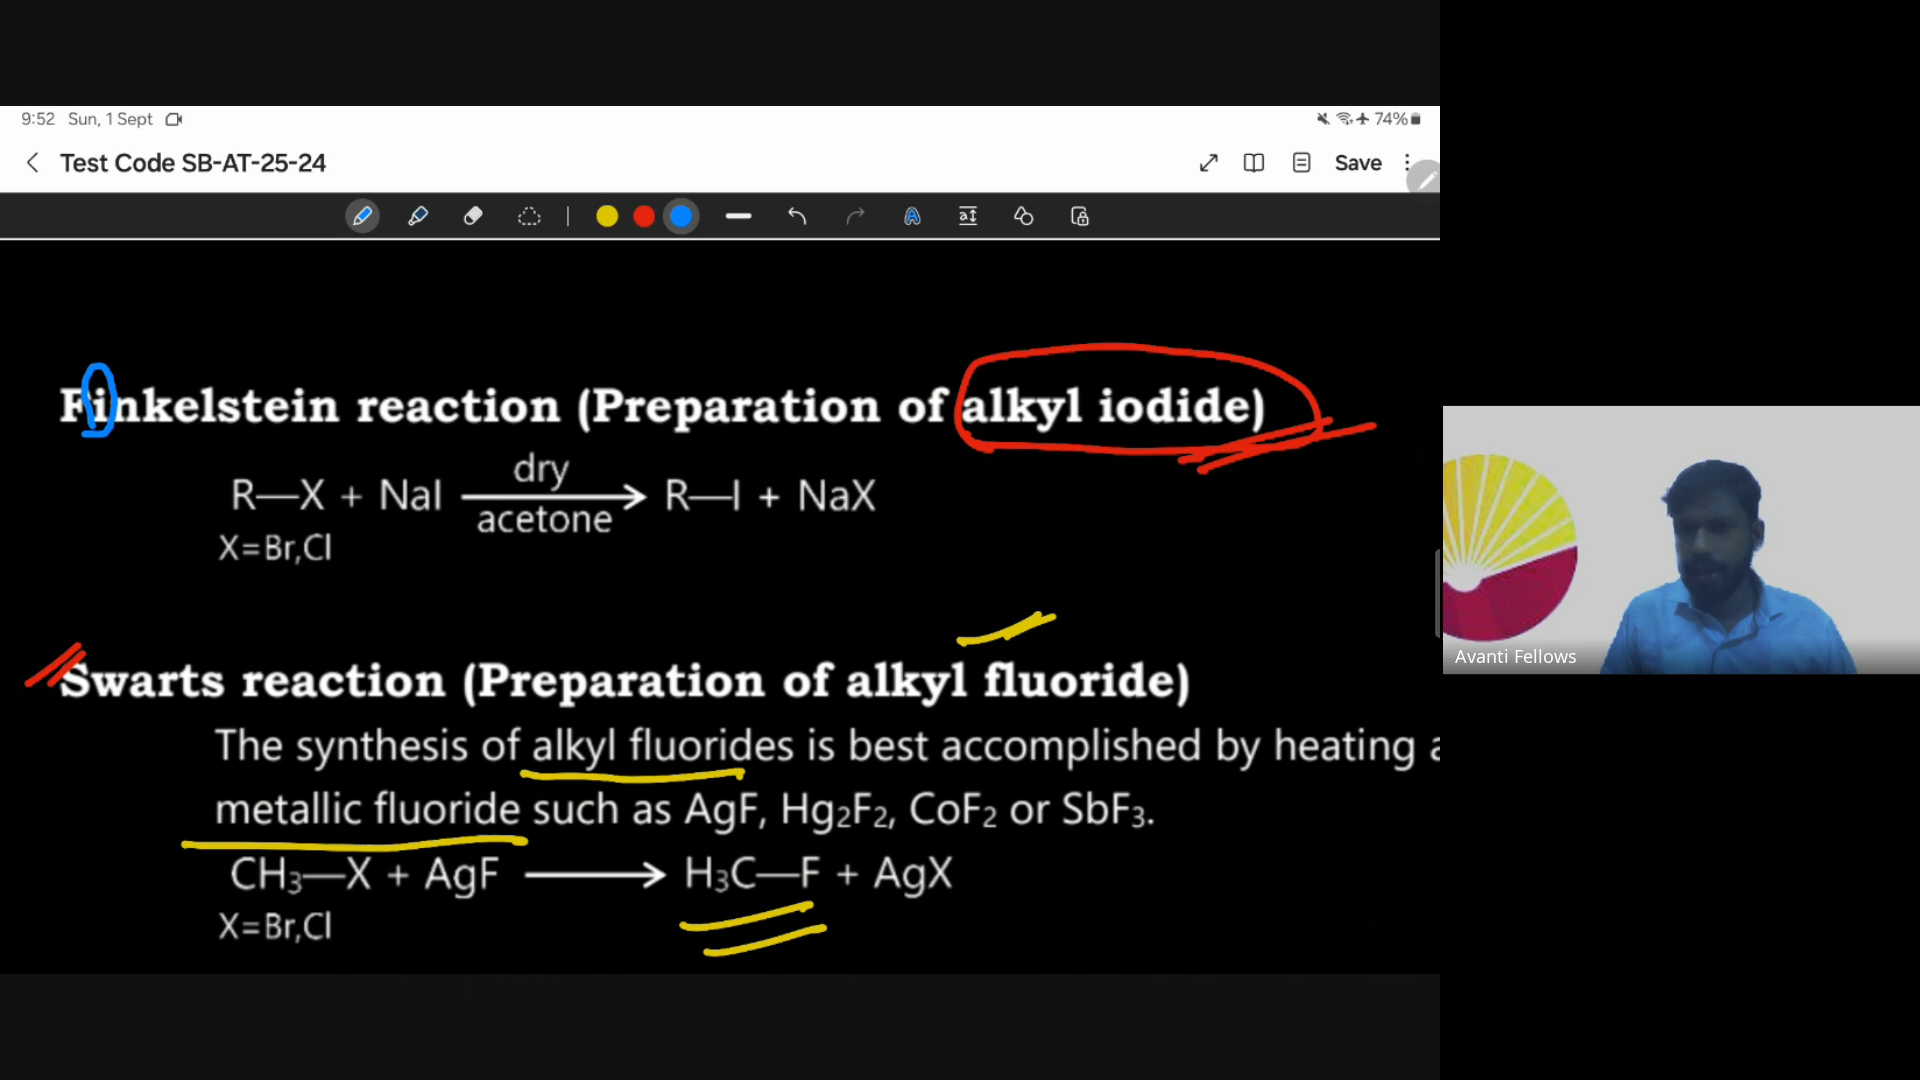 9:52 Sun, 1 Sept 74%
Test Code SB-AT-25-24 Save
Finkelstein reaction (Preparation of alkyl iodide)
R—X + NaI dry acetone R—I + NaX
X=Br,Cl
Swarts reaction (Preparation of alkyl fluoride)
The synthesis of alkyl fluorides is best accomplished by heating a
metallic fluoride such as AgF, Hg₂F₂, CoF₂ or SbF₃.
CH₃—X + AgF ⟶ H₃C—F + AgX
X=Br,Cl
Avanti Fellows